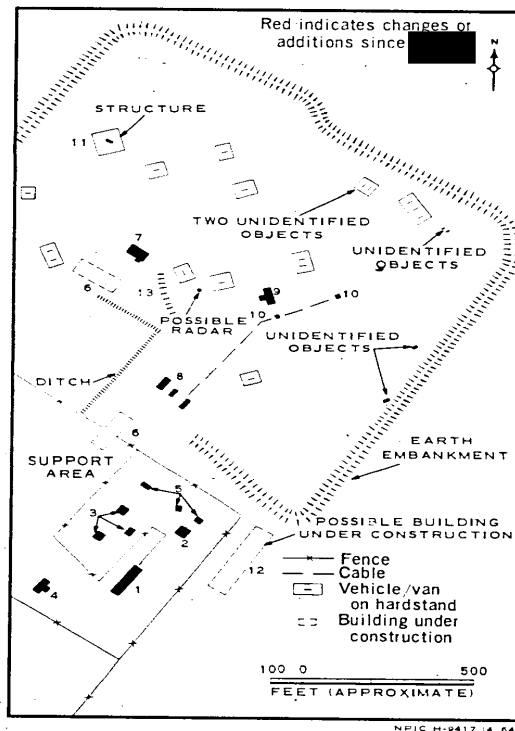 Red indicates changes or
additions since
N
STRUCTURE
11
TWO UNIDENTIFIED
OBJECTS
UNIDENTIFIED
OBJECTS
7
6
13
9
10
10
POSSIBLE
RADAR
UNIDENTIFIED
OBJECTS
DITCH
8
6
EARTH
EMBANKMENT
SUPPORT
AREA
5
3
2
POSSIBLE BUILDING
UNDER CONSTRUCTION
12
4
1
Fence
Cable
Vehicle/van
on hardstand
Building under
construction
100 0 500
FEET (APPROXIMATE)
NPIC H-9417 (4, 64